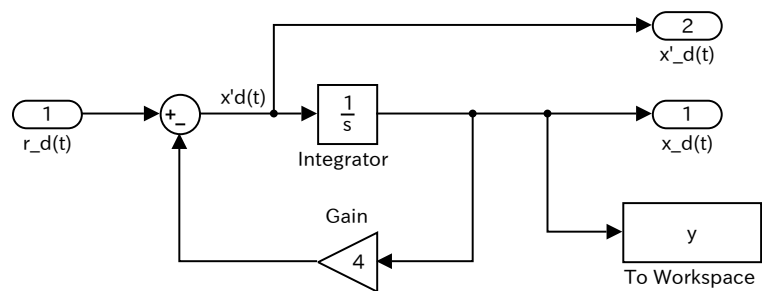 2
x'_d(t)
1
r_d(t)
+
-
x'd(t)
1
s
Integrator
1
x_d(t)
Gain
4
y
To Workspace